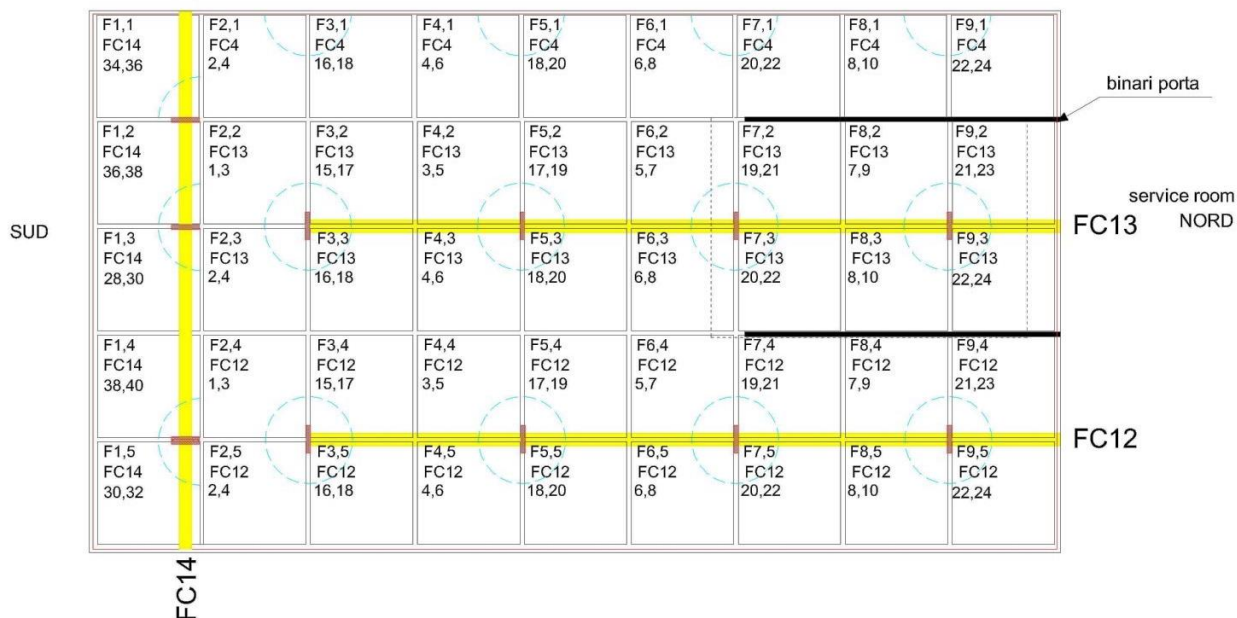 F1,1
FC14
34,36
F2,1
FC4
2,4
F3,1
FC4
16,18
F4,1
FC4
4,6
F5,1
FC4
18,20
F6,1
FC4
6,8
F7,1
FC4
20,22
F8,1
FC4
8,10
F9,1
FC4
22,24
binari porta
F1,2
FC14
36,38
F2,2
FC13
1,3
F3,2
FC13
15,17
F4,2
FC13
3,5
F5,2
FC13
17,19
F6,2
FC13
5,7
F7,2
FC13
19,21
F8,2
FC13
7,9
F9,2
FC13
21,23
service room
NORD
SUD
FC13
F1,3
FC14
28,30
F2,3
FC13
2,4
F3,3
FC13
16,18
F4,3
FC13
4,6
F5,3
FC13
18,20
F6,3
FC13
6,8
F7,3
FC13
20,22
F8,3
FC13
8,10
F9,3
FC13
22,24
F1,4
FC14
38,40
F2,4
FC12
1,3
F3,4
FC12
15,17
F4,4
FC12
3,5
F5,4
FC12
17,19
F6,4
FC12
5,7
F7,4
FC12
19,21
F8,4
FC12
7,9
F9,4
FC12
21,23
FC12
F1,5
FC14
30,32
F2,5
FC12
2,4
F3,5
FC12
16,18
F4,5
FC12
4,6
F5,5
FC12
18,20
F6,5
FC12
6,8
F7,5
FC12
20,22
F8,5
FC12
8,10
F9,5
FC12
22,24
FC14